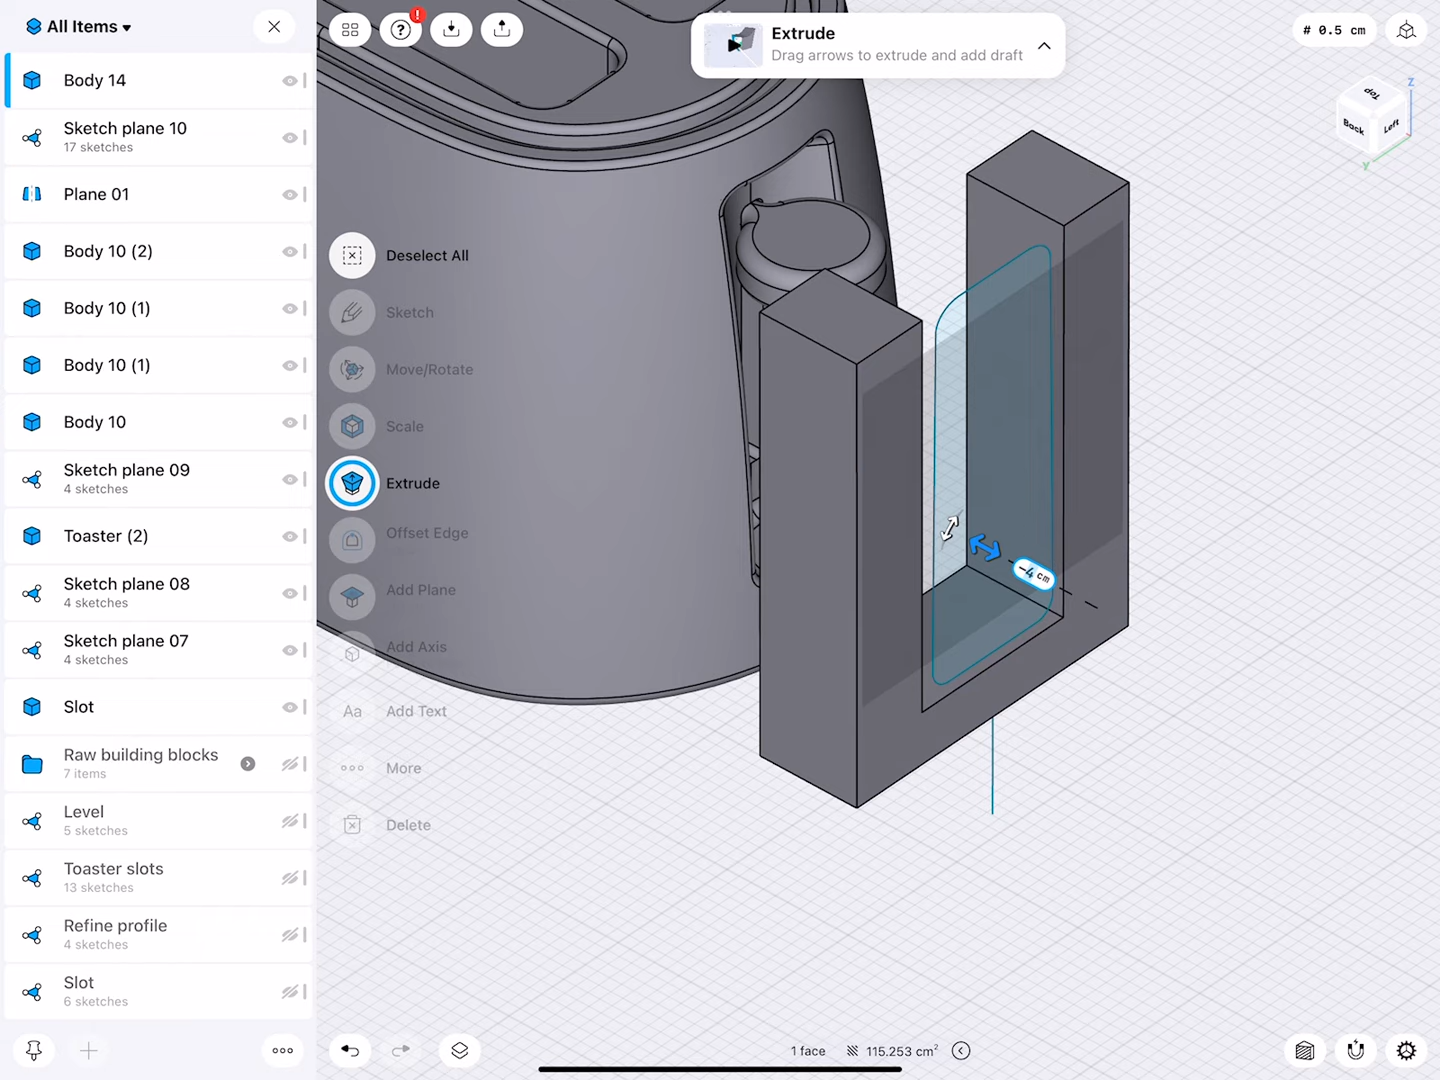 All Items
Body 14
Sketch plane 10
17 sketches
Plane 01
Body 10 (2)
Body 10 (1)
Body 10 (1)
Body 10
Sketch plane 09
4 sketches
Toaster (2)
Sketch plane 08
4 sketches
Sketch plane 07
4 sketches
Slot
Raw building blocks
7 items
Level
5 sketches
Toaster slots
13 sketches
Refine profile
4 sketches
Slot
6 sketches
Extrude
Drag arrows to extrude and add draft
# 0.5 cm
Z
Top
Back
Left
Y
Deselect All
Sketch
Move/Rotate
Scale
Extrude
Offset Edge
Add Plane
Add Axis
Aa Add Text
More
Delete
−4 cm
1 face 115.253 cm²